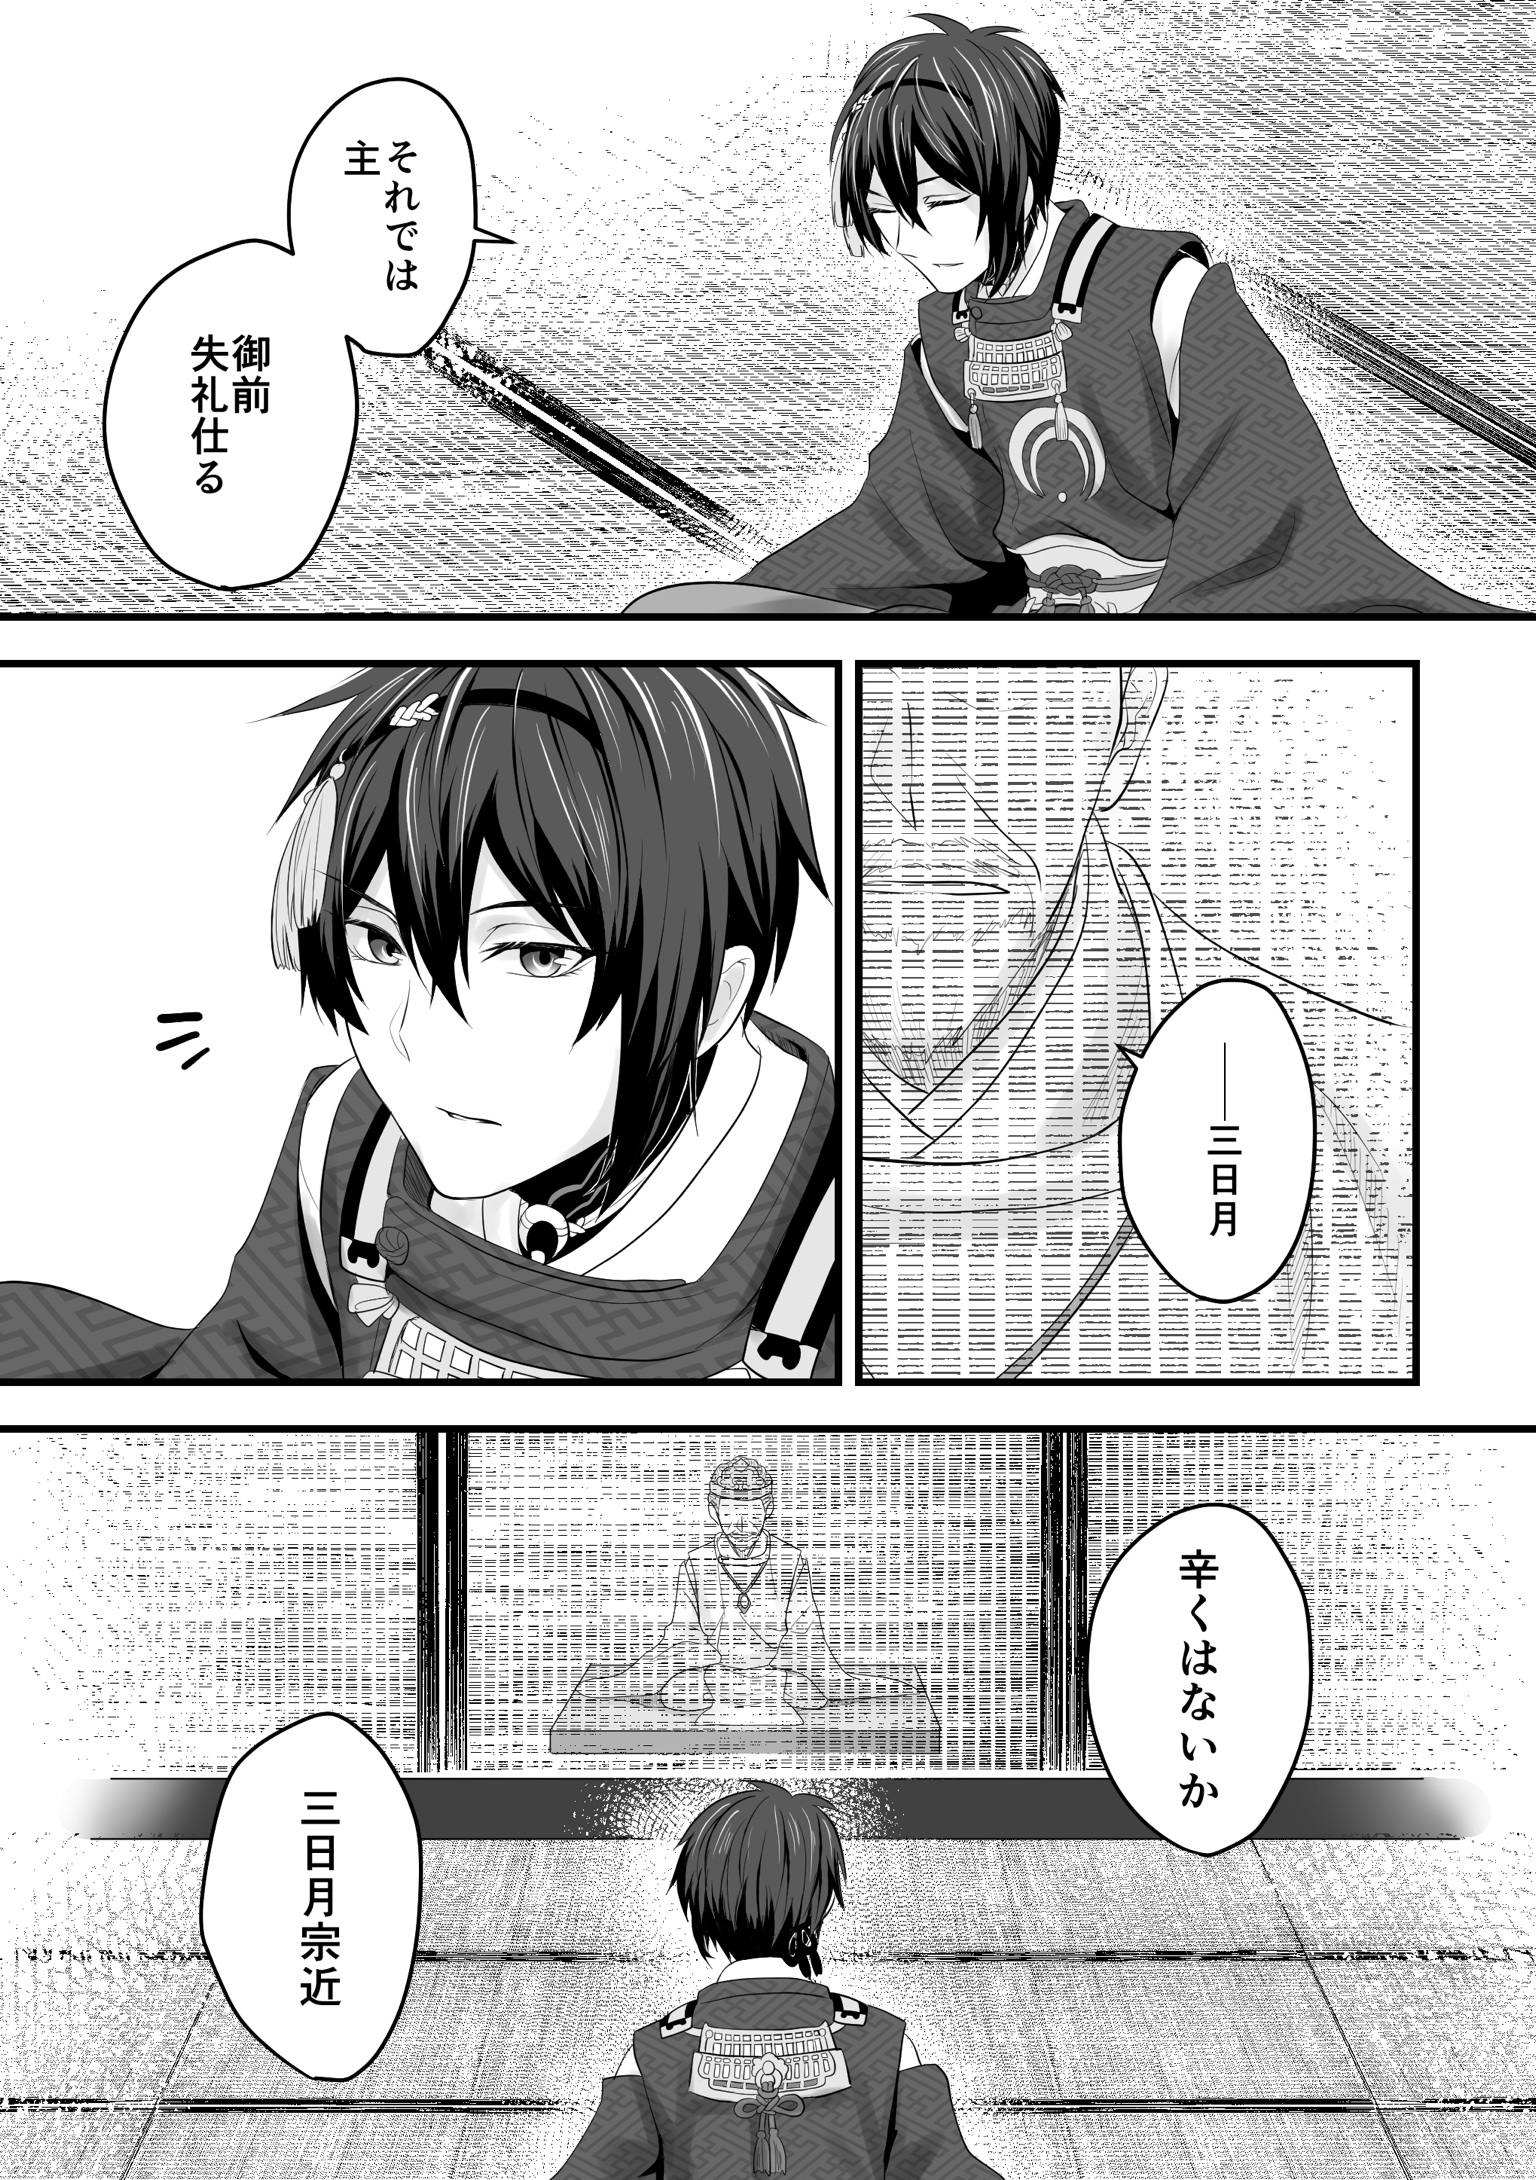 それでは
主
御前
失礼仕る
――三日月
辛くはないか
三日月宗近